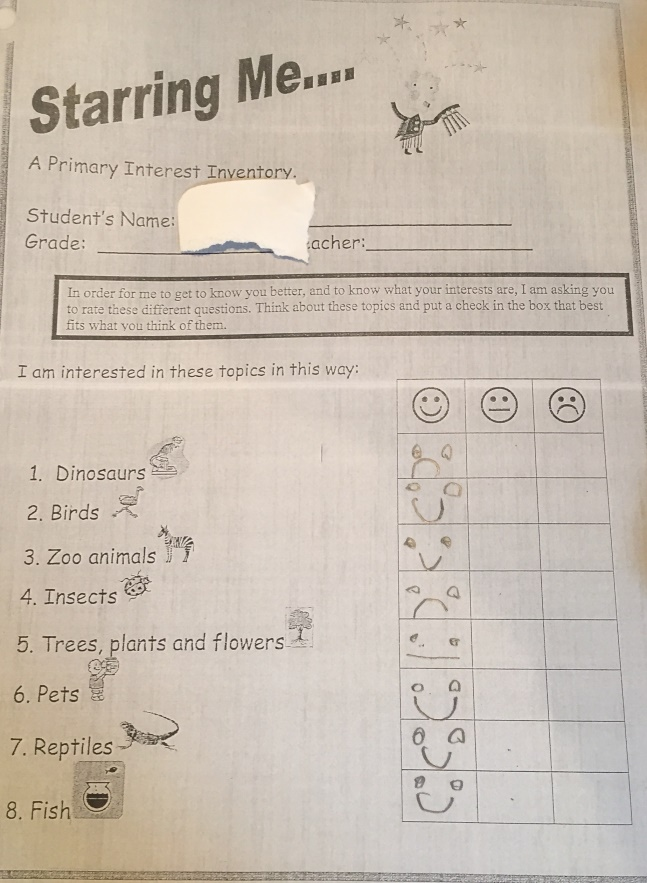 Starring Me....
A Primary Interest Inventory.
Student's Name:
Grade: acher:
In order for me to get to know you better, and to know what your interests are, I am asking you
to rate these different questions. Think about these topics and put a check in the box that best
fits what you think of them.
I am interested in these topics in this way:
1. Dinosaurs
2. Birds
3. Zoo animals
4. Insects
5. Trees, plants and flowers
6. Pets
7. Reptiles
8. Fish